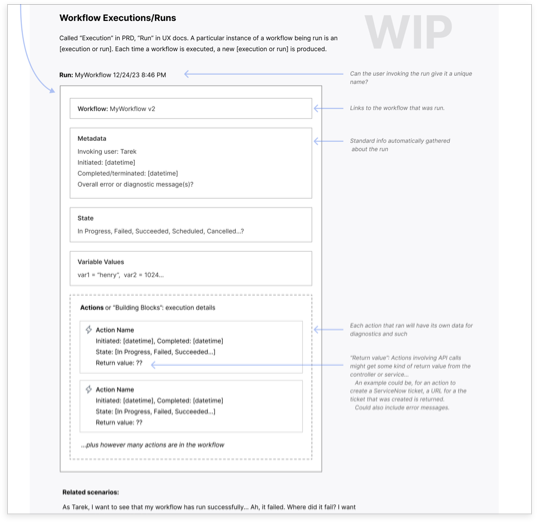 Workflow Executions/Runs
WIP
Called "Execution" in PRD, "Run" in UX docs. A particular instance of a workflow being run is an
[execution or run]. Each time a workflow is executed, a new [execution or run] is produced.
Run: MyWorkflow 12/24/23 8:46 PM
Can the user invoking the run give it a unique
name?
Workflow: MyWorkflow v2
Links to the workflow that was run.
Metadata
Invoking user: Tarek
Initiated: [datetime]
Completed/terminated: [datetime]
Overall error or diagnostic message(s)?
Standard info automatically gathered
about the run
State
In Progress, Failed, Succeeded, Scheduled, Cancelled...?
Variable Values
var1 = "henry", var2 = 1024...
Actions or "Building Blocks": execution details
Action Name
Initiated: [datetime], Completed: [datetime]
State: [In Progress, Failed, Succeeded...]
Return value: ??
Each action that ran will have its own data for
diagnostics and such
"Return value": Actions involving API calls
might get some kind of return value from the
controller or service...
An example could be, for an action to
create a ServiceNow ticket, a URL for a the
ticket that was created is returned.
Could also include error messages.
Action Name
Initiated: [datetime], Completed: [datetime]
State: [In Progress, Failed, Succeeded...]
Return value: ??
...plus however many actions are in the workflow
Related scenarios:
As Tarek, I want to see that my workflow has run successfully... Ah, it failed. Where did it fail? I want